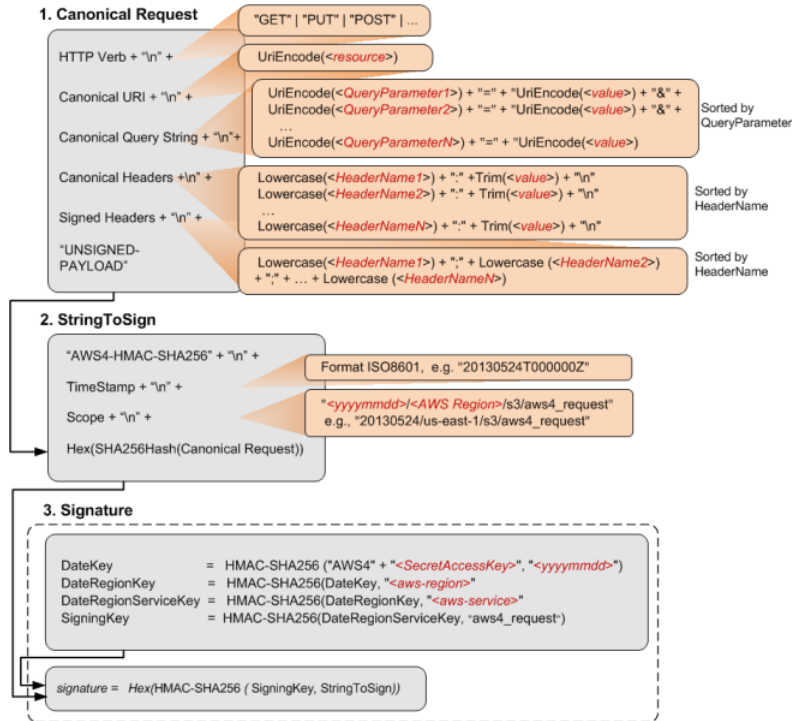 1. Canonical Request
"GET" | "PUT" | "POST" | ...
HTTP Verb + "\n" +
UriEncode(<resource>)
Canonical URI + "\n" +
UriEncode(<QueryParameter1>) + "=" + "UriEncode(<value>) + "&" +
UriEncode(<QueryParameter2>) + "=" + "UriEncode(<value>) + "&" +
...
UriEncode(<QueryParameterN>) + "=" + "UriEncode(<value>)
Sorted by
QueryParameter
Canonical Query String + "\n"+
Canonical Headers +\n" +
Lowercase(<HeaderName1>) + ":" +Trim(<value>) + "\n"
Lowercase(<HeaderName2>) + ":" + Trim(<value>) + "\n"
...
Lowercase(<HeaderNameN>) + ":" + Trim(<value>) + "\n"
Sorted by
HeaderName
Signed Headers + "\n" +
Lowercase(<HeaderName1>) + ";" + Lowercase (<HeaderName2>)
+ ";" + ... + Lowercase (<HeaderNameN>)
Sorted by
HeaderName
"UNSIGNED-
PAYLOAD"
2. StringToSign
"AWS4-HMAC-SHA256" + "\n" +
TimeStamp + "\n" +
Format ISO8601, e.g. "20130524T000000Z"
Scope + "\n" +
"<yyyymmdd>/<AWS Region>/s3/aws4_request"
e.g., "20130524/us-east-1/s3/aws4_request"
Hex(SHA256Hash(Canonical Request))
3. Signature
DateKey = HMAC-SHA256 ("AWS4" + "<SecretAccessKey>", "<yyyymmdd>")
DateRegionKey = HMAC-SHA256(DateKey, "<aws-region>"
DateRegionServiceKey = HMAC-SHA256(DateRegionKey, "<aws-service>"
SigningKey = HMAC-SHA256(DateRegionServiceKey, "aws4_request")
signature = Hex(HMAC-SHA256 ( SigningKey, StringToSign))